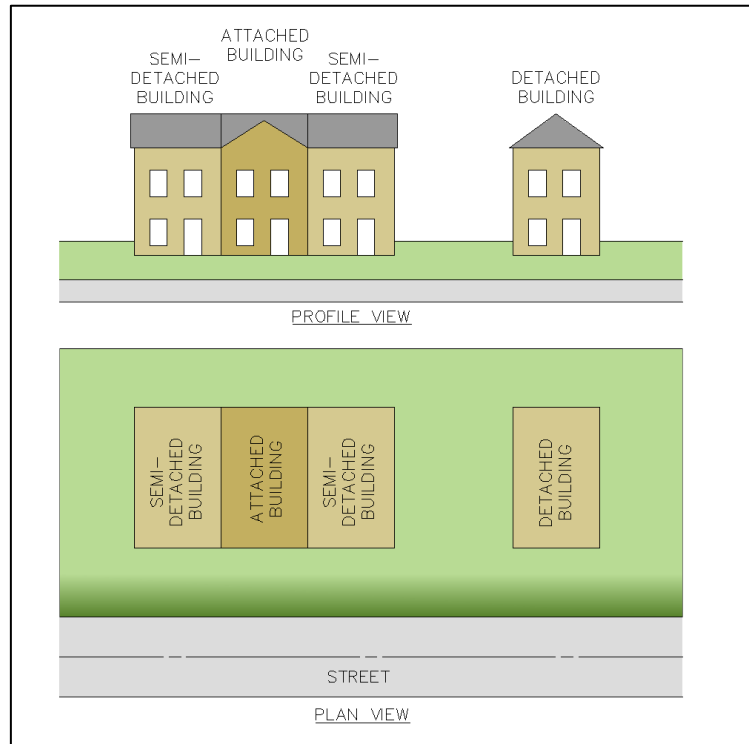 ATTACHED
BUILDING
SEMI-
DETACHED
BUILDING
SEMI-
DETACHED
BUILDING
DETACHED
BUILDING
PROFILE VIEW
SEMI-
DETACHED
BUILDING
ATTACHED
BUILDING
SEMI-
DETACHED
BUILDING
DETACHED
BUILDING
STREET
PLAN VIEW